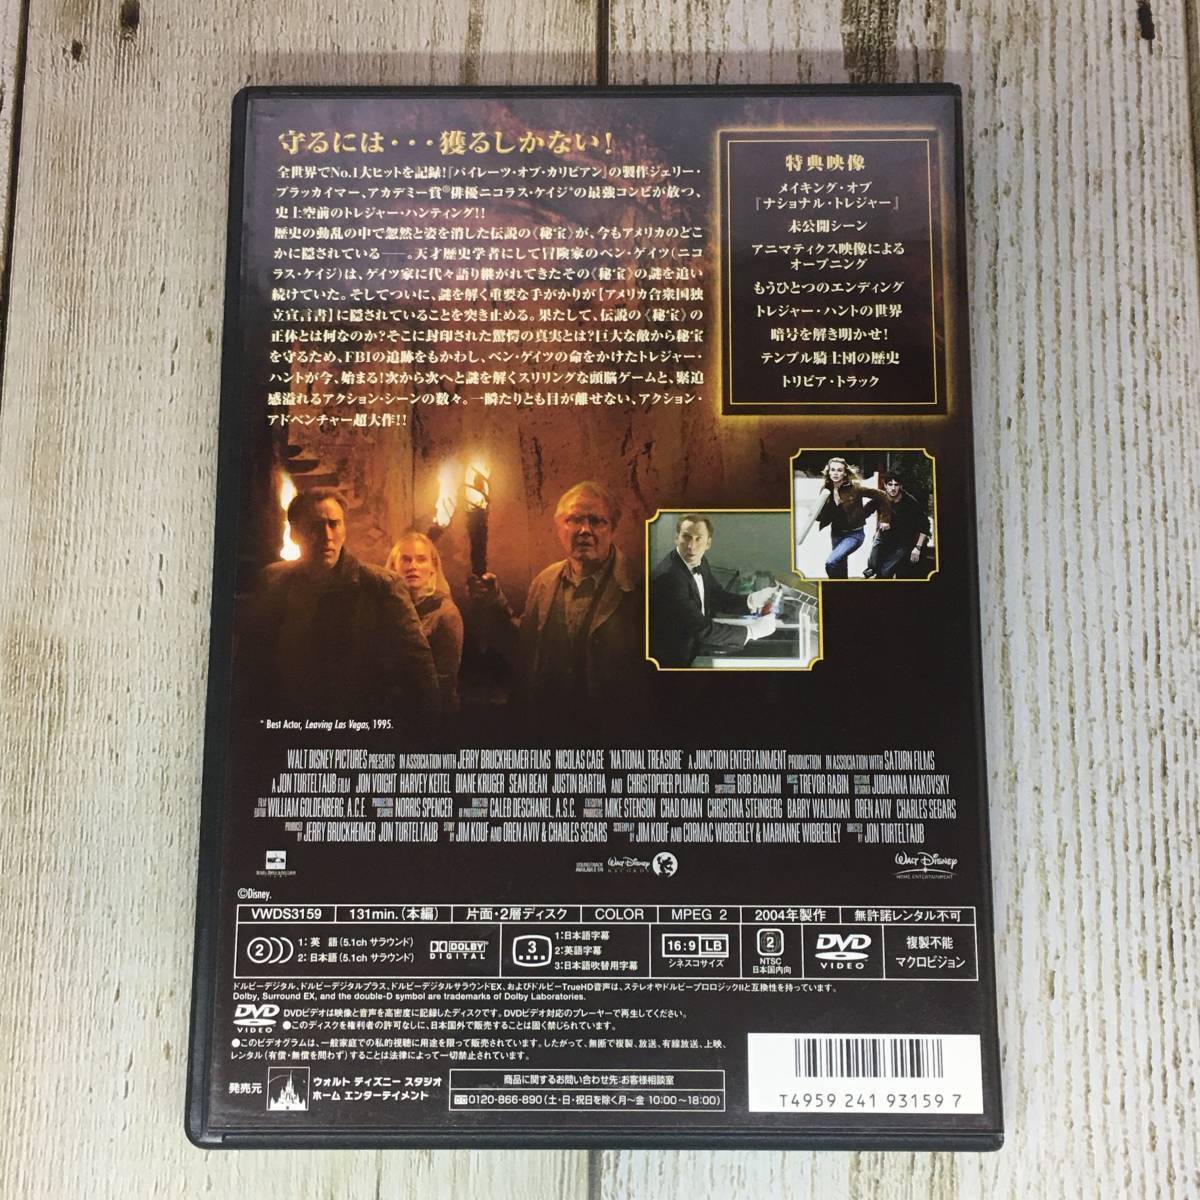 守るには・・・獲るしかない!
全世界でNo.1大ヒットを記録!『パイレーツ・オブ・カリビアン』の製作ジェリー・
ブラッカイマー、アカデミー賞®俳優ニコラス・ケイジ*の最強コンビが放つ、
史上空前のトレジャー・ハンティング!!
歴史の動乱の中で忽然と姿を消した伝説の《秘宝》が、今もアメリカのどこ
かに隠されている——。天才歴史学者にして冒険家のベン・ゲイツ(ニコ
ラス・ケイジ)は、ゲイツ家に代々語り継がれてきたその《秘宝》の謎を追い
続けていた。そしてついに、謎を解く重要な手がかりが【アメリカ合衆国独
立宣言書】に隠されていることを突き止める。果たして、伝説の《秘宝》の
正体とは何なのか?そこに封印された驚愕の真実とは?巨大な敵から秘宝
を守るため、FBIの追跡をもかわし、ベン・ゲイツの命をかけたトレジャー・
ハントが今、始まる!次から次へと謎を解くスリリングな頭脳ゲームと、緊迫
感溢れるアクション・シーンの数々。一瞬たりとも目が離せない、アクション・
アドベンチャー超大作!!
特典映像
メイキング・オブ
『ナショナル・トレジャー』
未公開シーン
アニマティクス映像による
オープニング
もうひとつのエンディング
トレジャー・ハントの世界
暗号を解き明かせ!
テンプル騎士団の歴史
トリビア・トラック
* Best Actor, Leaving Las Vegas, 1995.
WALT DISNEY PICTURES PRESENTS IN ASSOCIATION WITH JERRY BRUCKHEIMER FILMS NICOLAS CAGE "NATIONAL TREASURE" A JUNCTION ENTERTAINMENT PRODUCTION IN ASSOCIATION WITH SATURN FILMS
A JON TURTELTAUB FILM JON VOIGHT HARVEY KEITEL DIANE KRUGER SEAN BEAN JUSTIN BARTHA AND CHRISTOPHER PLUMMER MUSIC SUPERVISOR BOB BADAMI MUSIC BY TREVOR RABIN COSTUME DESIGNER JUDIANNA MAKOVSKY
FILM EDITOR WILLIAM GOLDENBERG, A.C.E. PRODUCTION DESIGNER NORRIS SPENCER DIRECTOR OF PHOTOGRAPHY CALEB DESCHANEL, A.S.C. EXECUTIVE PRODUCERS MIKE STENSON CHAD OMAN CHRISTINA STEINBERG BARRY WALDMAN OREN AVIV CHARLES SEGARS
PRODUCED BY JERRY BRUCKHEIMER JON TURTELTAUB STORY BY JIM KOUF AND OREN AVIV & CHARLES SEGARS SCREENPLAY BY JIM KOUF AND CORMAC WIBBERLEY & MARIANNE WIBBERLEY DIRECTED BY JON TURTELTAUB
SOUNDTRACK AVAILABLE ON WALT DISNEY RECORDS
WALT DISNEY HOME ENTERTAINMENT
©Disney.
VWDS3159 131min.(本編) 片面・2層ディスク COLOR MPEG 2 2004年製作 無許諾レンタル不可
2 1:英 語(5.1ch サラウンド)
2:日本語(5.1ch サラウンド)
DOLBY DIGITAL
3 1:日本語字幕
2:英語字幕
3:日本語吹替用字幕
16:9 LB
シネスコサイズ
2
NTSC
日本国内向
DVD VIDEO
複製不能
マクロビジョン
ドルビーデジタル、ドルビーデジタルプラス、ドルビーデジタルサラウンドEX、およびドルビーTrueHD音声は、ステレオやドルビープロロジックIIと互換性を持っています。
Dolby, Surround EX, and the double-D symbol are trademarks of Dolby Laboratories.
DVD VIDEO
DVDビデオは映像と音声を高密度に記録したディスクです。DVDビデオ対応のプレーヤーで再生してください。
●このディスクを権利者の許可なしに、日本国外で販売することは固く禁じられています。
●このビデオグラムは、一般家庭での私的視聴に用途を限って販売されています。したがって、無断で複製、放送、有線放送、上映、
レンタル(有償・無償を問わず)することは法律によって一切禁止されています。
発売元
ウォルト ディズニー スタジオ
ホーム エンターテイメント
商品に関するお問い合わせ先:お客様相談室
0120-866-890(土・日・祝日を除く月〜金 10:00〜18:00)
T4959 241 93159 7